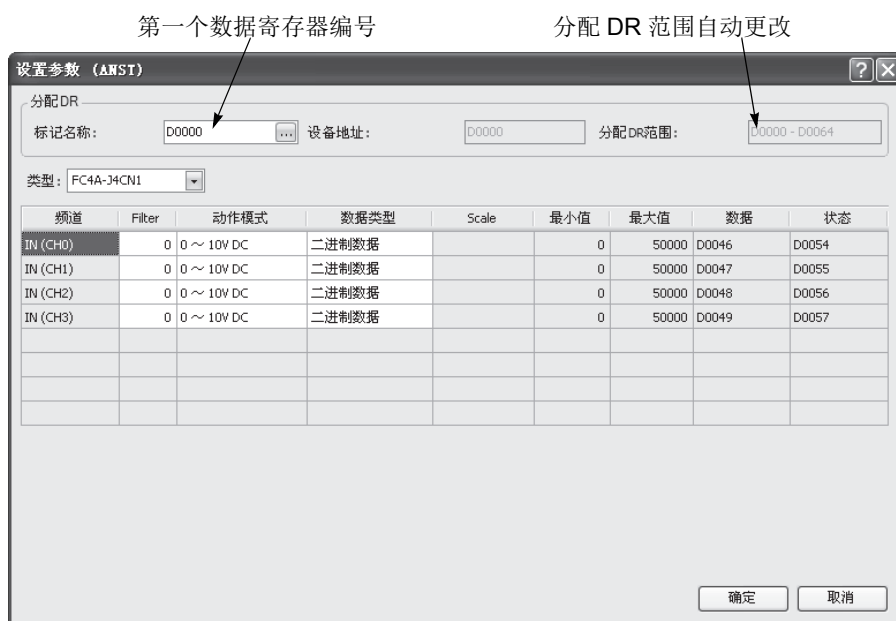 第一个数据寄存器编号 分配 DR 范围自动更改
设置参数 (ANST)
分配DR
标记名称: D0000 ... 设备地址: D0000 分配DR范围: D0000 - D0064
类型: FC4A-J4CN1
频道 Filter 动作模式 数据类型 Scale 最小值 最大值 数据 状态
IN (CH0) 0 0 ～ 10V DC 二进制数据 0 50000 D0046 D0054
IN (CH1) 0 0 ～ 10V DC 二进制数据 0 50000 D0047 D0055
IN (CH2) 0 0 ～ 10V DC 二进制数据 0 50000 D0048 D0056
IN (CH3) 0 0 ～ 10V DC 二进制数据 0 50000 D0049 D0057
确定 取消